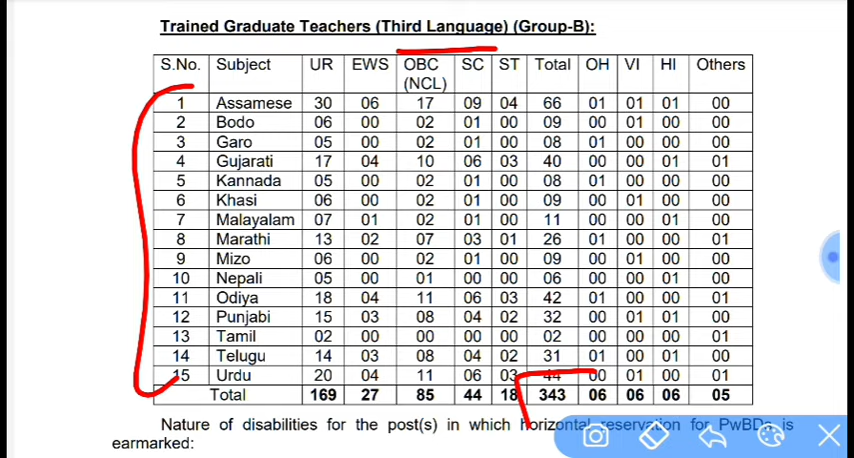 Trained Graduate Teachers (Third Language) (Group-B):
S.No. Subject UR EWS OBC (NCL) SC ST Total OH VI HI Others
1 Assamese 30 06 17 09 04 66 01 01 01 00
2 Bodo 06 00 02 01 00 09 00 01 00 00
3 Garo 05 00 02 01 00 08 01 00 00 00
4 Gujarati 17 04 10 06 03 40 00 00 01 01
5 Kannada 05 00 02 01 00 08 01 00 00 00
6 Khasi 06 00 02 01 00 09 00 01 00 00
7 Malayalam 07 01 02 01 00 11 00 00 01 00
8 Marathi 13 02 07 03 01 26 01 00 00 01
9 Mizo 06 00 02 01 00 09 00 01 00 00
10 Nepali 05 00 01 00 00 06 00 00 01 00
11 Odiya 18 04 11 06 03 42 01 00 00 01
12 Punjabi 15 03 08 04 02 32 00 01 01 00
13 Tamil 02 00 00 00 00 02 00 00 00 01
14 Telugu 14 03 08 04 02 31 01 00 01 00
15 Urdu 20 04 11 06 03 44 00 01 00 01
Total 169 27 85 44 18 343 06 06 06 05
Nature of disabilities for the post(s) in which horizontal reservation for PwBDs is
earmarked: